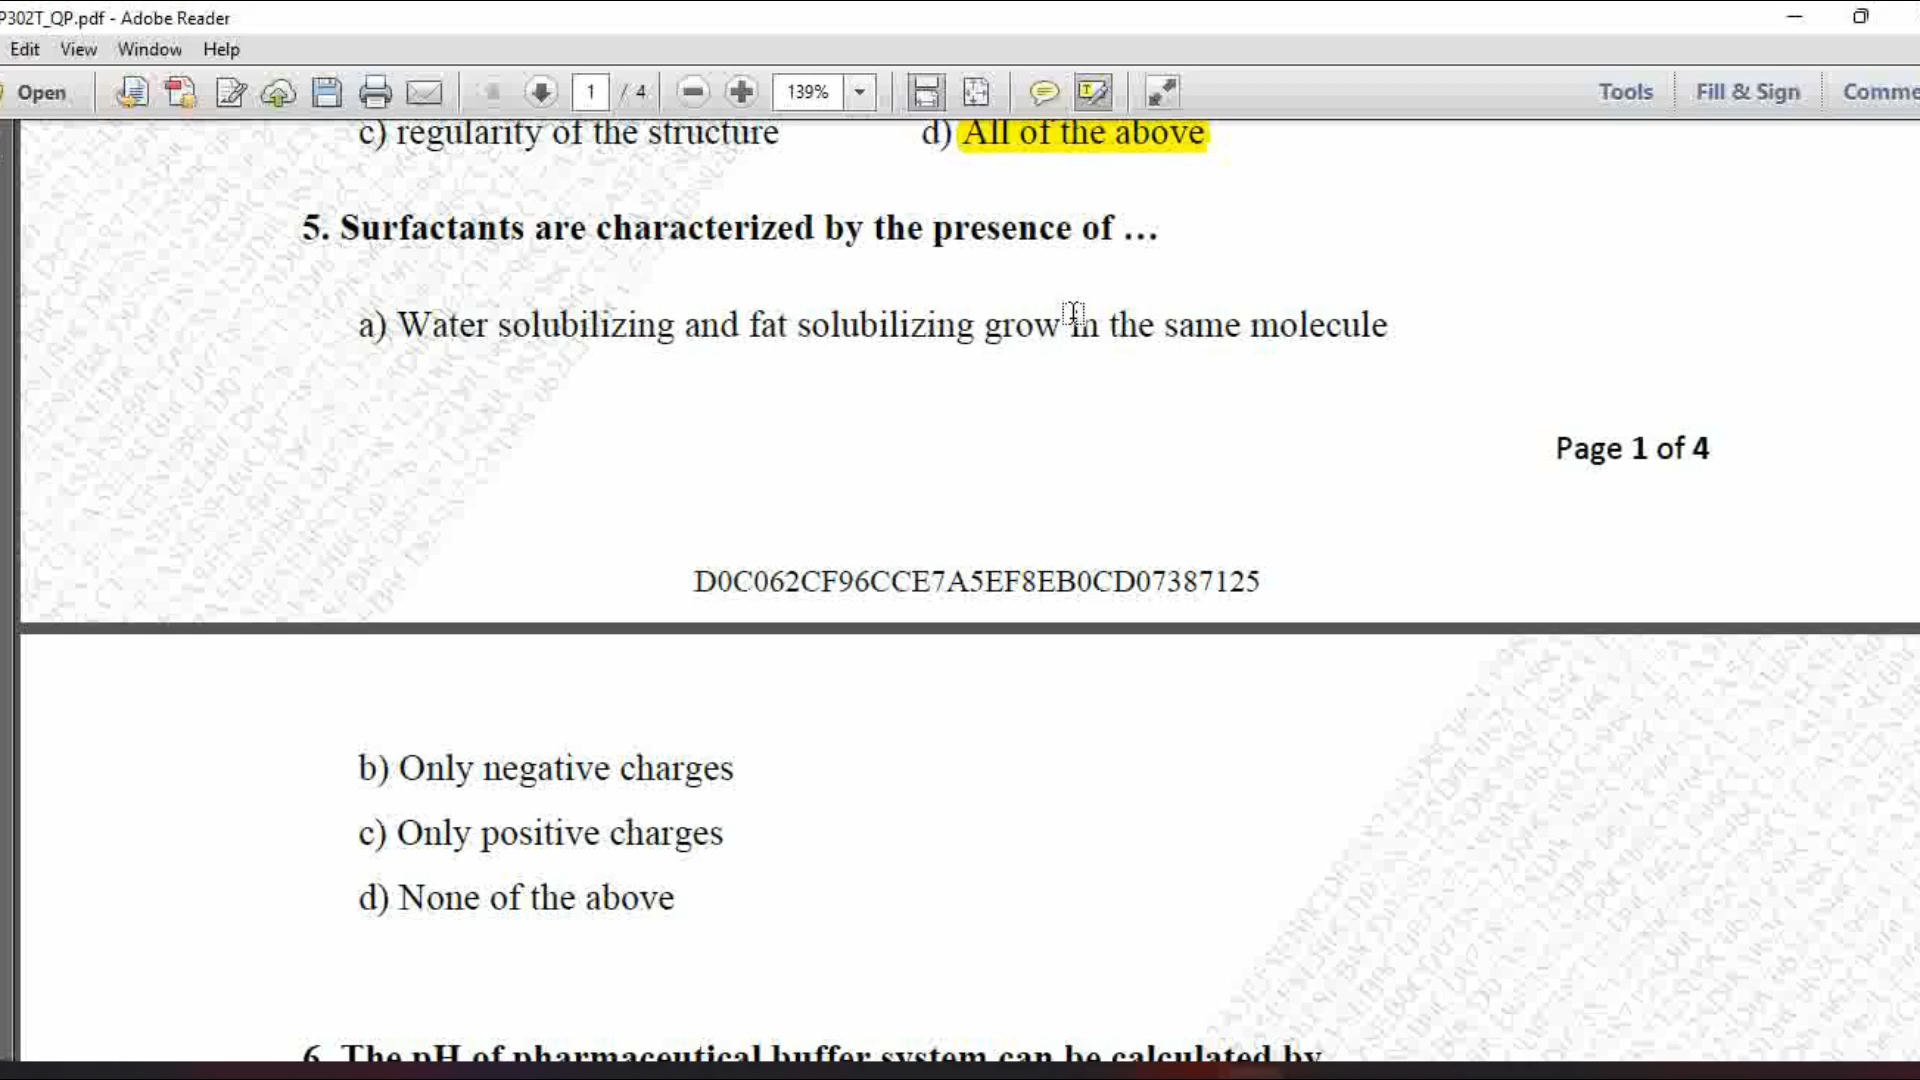 P302T_QP.pdf - Adobe Reader
Edit View Window Help
Open 1 / 4 139% Tools Fill & Sign Comme
c) regularity of the structure d) All of the above
5. Surfactants are characterized by the presence of …
a) Water solubilizing and fat solubilizing grow in the same molecule
Page 1 of 4
D0C062CF96CCE7A5EF8EB0CD07387125
b) Only negative charges
c) Only positive charges
d) None of the above
6. The pH of pharmaceutical buffer system can be calculated by